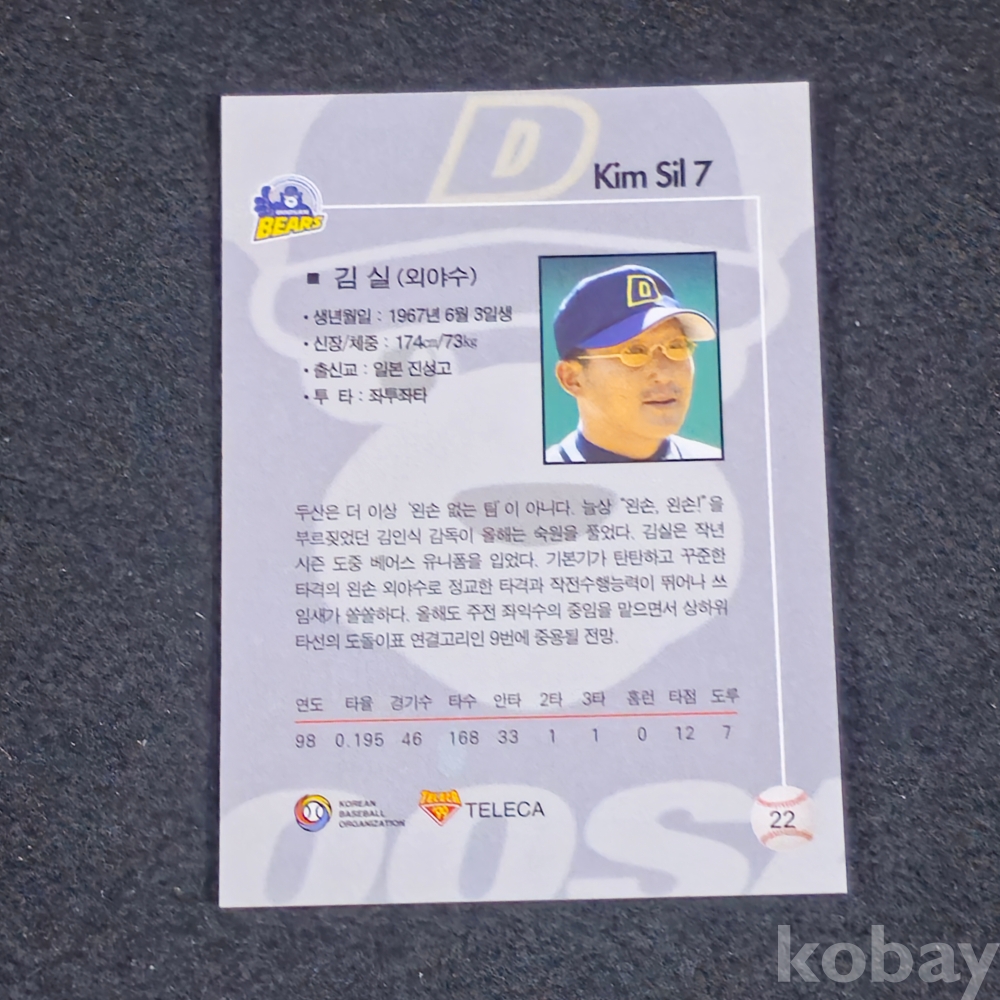 D
Kim Sil 7
BEARS
■ 김 실 (외야수)
• 생년월일 : 1967년 6월 3일생
• 신장/체중 : 174㎝/73㎏
• 출신교 : 일본 진성고
• 투 타 : 좌투좌타
D
두산은 더 이상 '왼손 없는 팀'이 아니다. 늘상 "왼손, 왼손!"을
부르짖었던 김인식 감독이 올해는 숙원을 풀었다. 김실은 작년
시즌 도중 베어스 유니폼을 입었다. 기본기가 탄탄하고 꾸준한
타격의 왼손 외야수로 정교한 타격과 작전수행능력이 뛰어나 쓰
임새가 쏠쏠하다. 올해도 주전 좌익수의 중임을 맡으면서 상하위
타선의 도돌이표 연결고리인 9번에 중용될 전망.
연도 타율 경기수 타수 안타 2타 3타 홈런 타점 도루
98 0.195 46 168 33 1 1 0 12 7
KOREAN
BASEBALL
ORGANIZATION
TELECA
'99
TELECA
22
OOSA
kobay